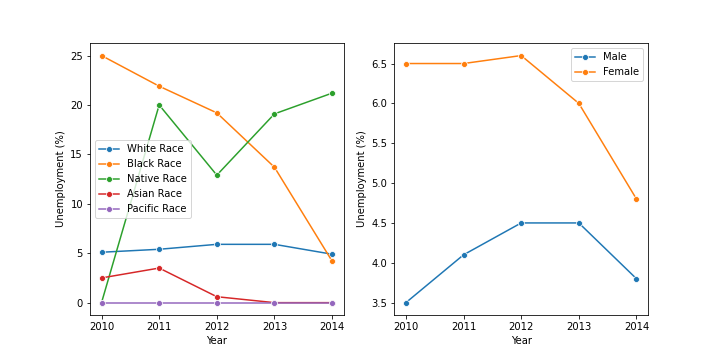 25
20
15
10
5
0
Unemployment (%)
White Race
Black Race
Native Race
Asian Race
Pacific Race
2010 2011 2012 2013 2014
Year
6.5
6.0
5.5
5.0
4.5
4.0
3.5
Unemployment (%)
Male
Female
2010 2011 2012 2013 2014
Year